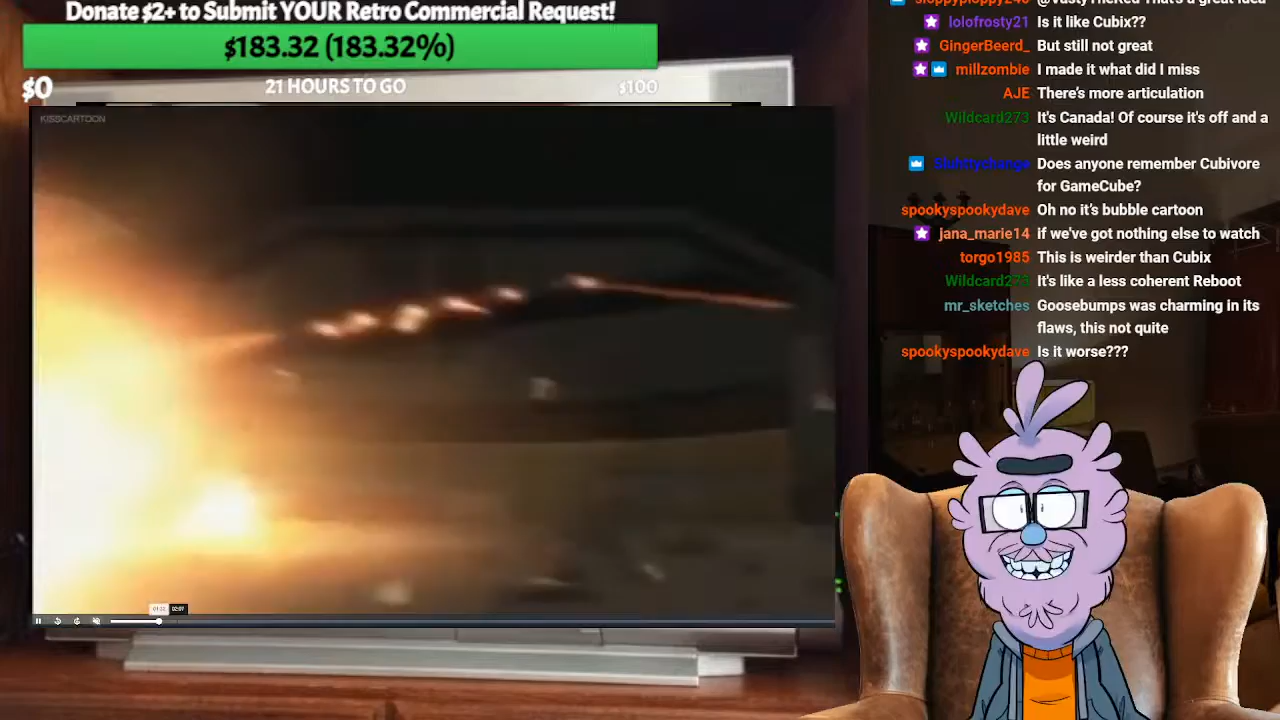 Donate $2+ to Submit YOUR Retro Commercial Request!
$183.32 (183.32%)
$0
21 HOURS TO GO
$100
KISSCARTOON
lolofrosty21 Is it like Cubix??
GingerBeerd_ But still not great
millzombie I made it what did I miss
AJE There's more articulation
Wildcard273 It's Canada! Of course it's off and a
little weird
Does anyone remember Cubivore
for GameCube?
spookyspookydave Oh no it's bubble cartoon
jana_marie14 if we've got nothing else to watch
torgo1985 This is weirder than Cubix
Wildcard273 It's like a less coherent Reboot
mr_sketches Goosebumps was charming in its
flaws, this not quite
spookyspookydave Is it worse???